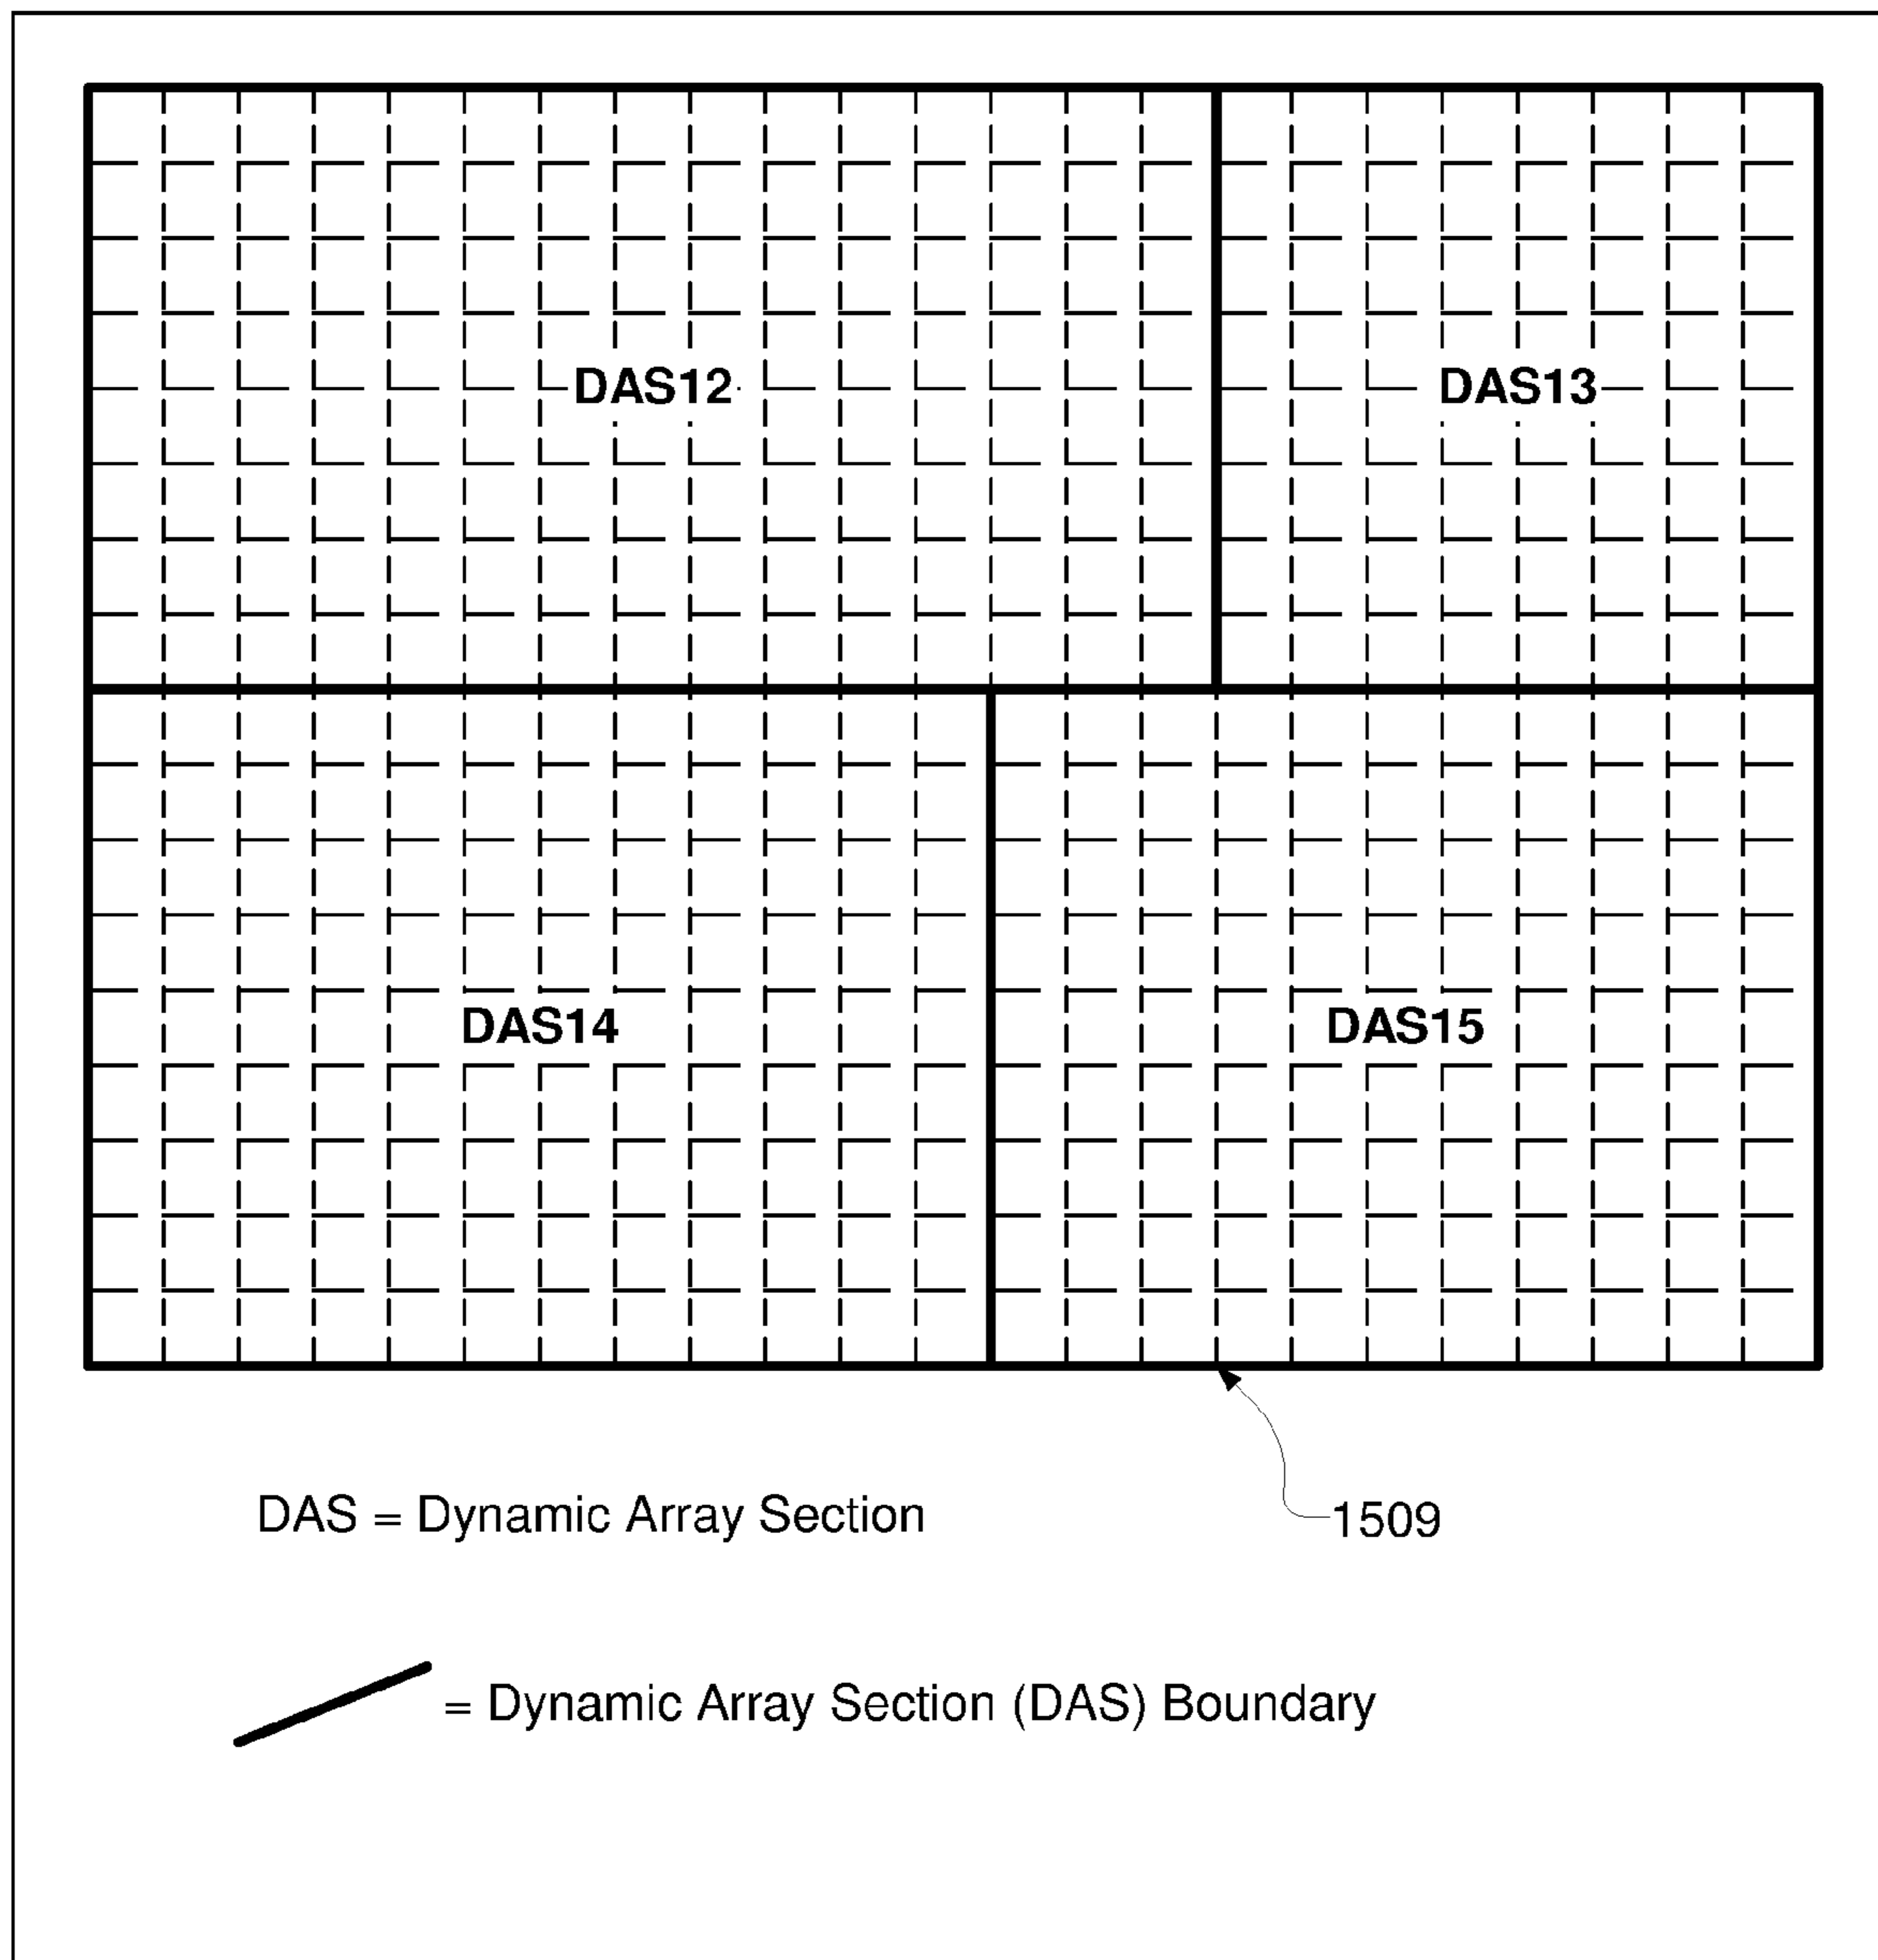 DAS12
DAS13
DAS14
DAS15
1509
DAS = Dynamic Array Section
= Dynamic Array Section (DAS) Boundary